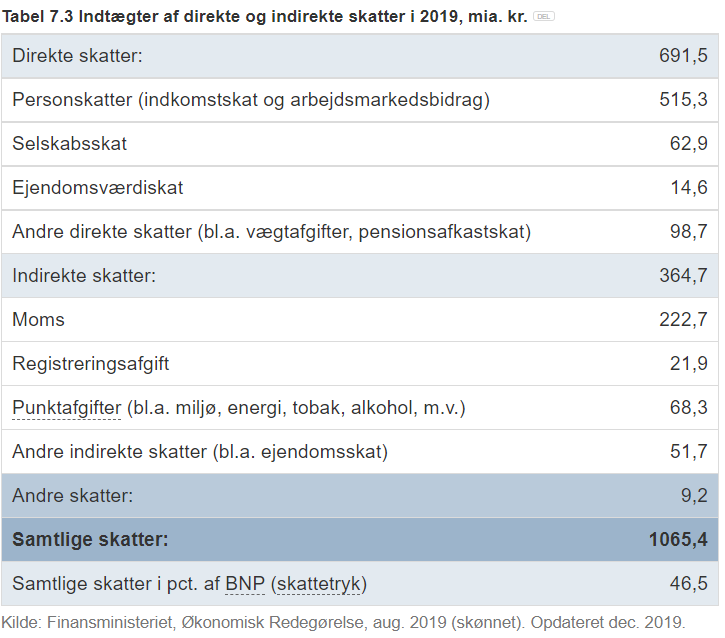 Tabel 7.3 Indtægter af direkte og indirekte skatter i 2019, mia. kr. DEL
Direkte skatter: 691,5
Personskatter (indkomstskat og arbejdsmarkedsbidrag) 515,3
Selskabsskat 62,9
Ejendomsværdiskat 14,6
Andre direkte skatter (bl.a. vægtafgifter, pensionsafkastskat) 98,7
Indirekte skatter: 364,7
Moms 222,7
Registreringsafgift 21,9
Punktafgifter (bl.a. miljø, energi, tobak, alkohol, m.v.) 68,3
Andre indirekte skatter (bl.a. ejendomsskat) 51,7
Andre skatter: 9,2
Samtlige skatter: 1065,4
Samtlige skatter i pct. af BNP (skattetryk) 46,5
Kilde: Finansministeriet, Økonomisk Redegørelse, aug. 2019 (skønnet). Opdateret dec. 2019.